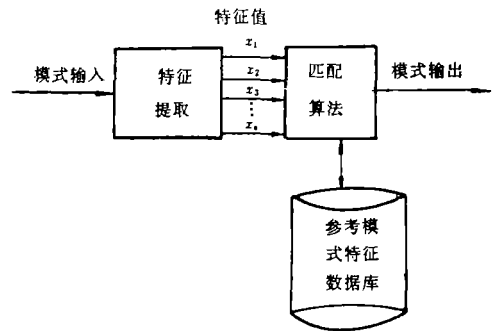 特征值
模式输入
特征
提取
x₁
x₂
x₃
⋮
xₙ
匹配
算法
模式输出
参考模
式特征
数据库